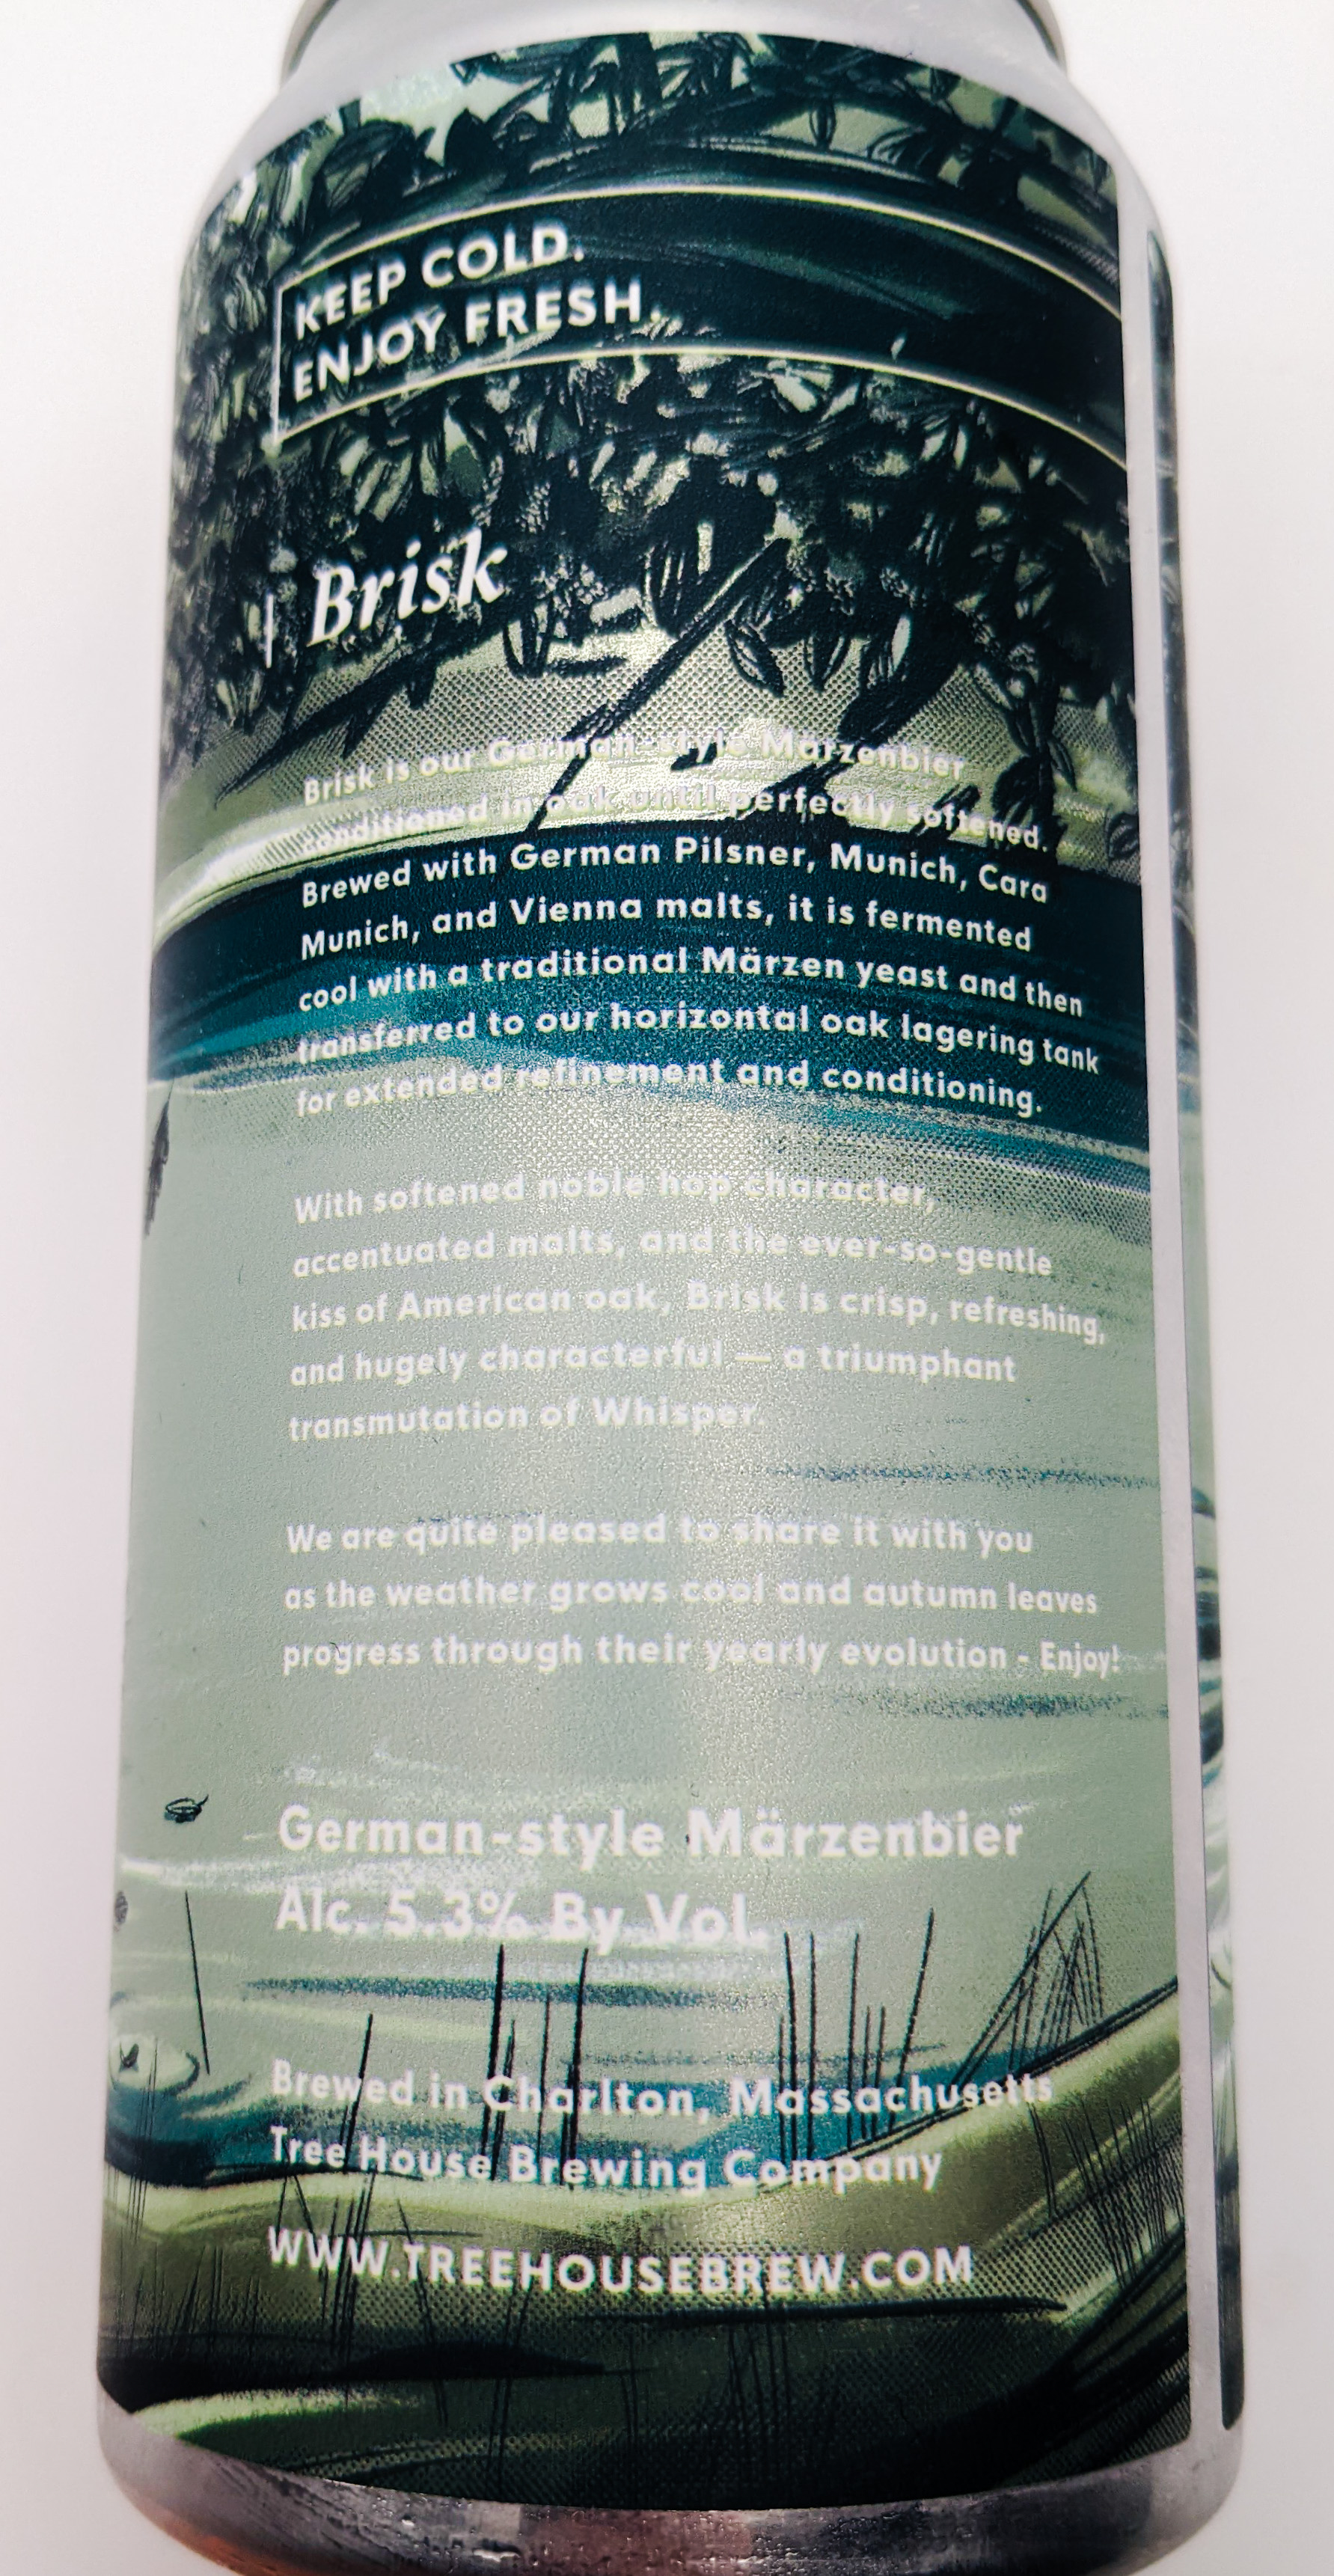 KEEP COLD.
ENJOY FRESH.
Brisk
Brisk is our German-style Märzenbier
conditioned in oak until perfectly softened.
Brewed with German Pilsner, Munich, Cara
Munich, and Vienna malts, it is fermented
cool with a traditional Märzen yeast and then
transferred to our horizontal oak lagering tank
for extended refinement and conditioning.
With softened noble hop character,
accentuated malts, and the ever-so-gentle
kiss of American oak, Brisk is crisp, refreshing,
and hugely characterful — a triumphant
transmutation of Whisper.
We are quite pleased to share it with you
as the weather grows cool and autumn leaves
progress through their yearly evolution - Enjoy!
German-style Märzenbier
Alc. 5.3% By Vol.
Brewed in Charlton, Massachusetts
Tree House Brewing Company
WWW.TREEHOUSEBREW.COM